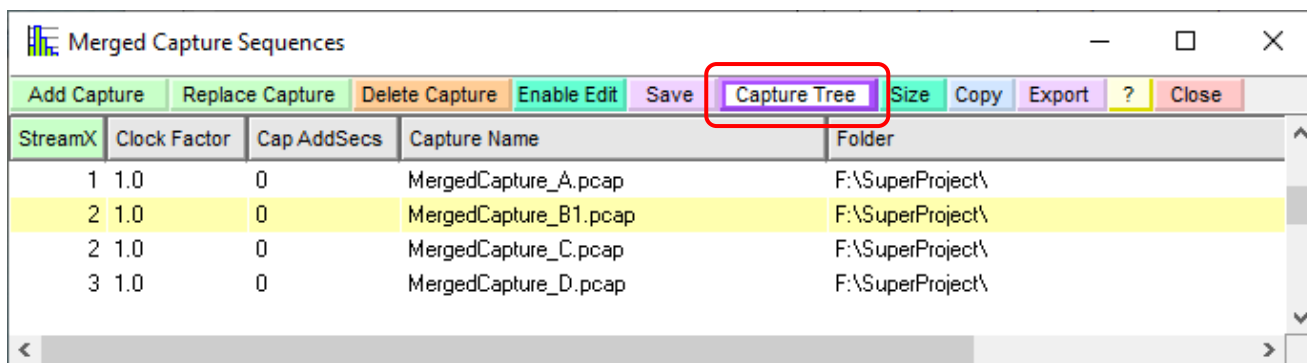 Merged Capture Sequences
Add Capture Replace Capture Delete Capture Enable Edit Save Capture Tree Size Copy Export ? Close
StreamX Clock Factor Cap AddSecs Capture Name Folder
1 1.0 0 MergedCapture_A.pcap F:\SuperProject\
2 1.0 0 MergedCapture_B1.pcap F:\SuperProject\
2 1.0 0 MergedCapture_C.pcap F:\SuperProject\
3 1.0 0 MergedCapture_D.pcap F:\SuperProject\